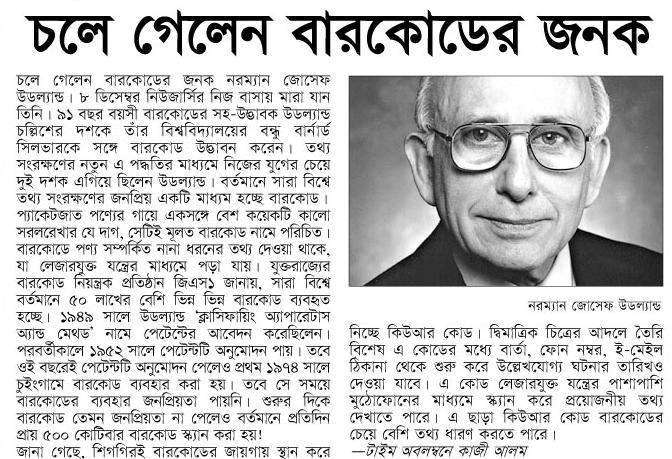 চলে গেলেন বারকোডের জনক
চলে গেলেন বারকোডের জনক নরম্যান জোসেফ
উডল্যান্ড। ৮ ডিসেম্বর নিউজার্সির নিজ বাসায় মারা যান
তিনি। ৯১ বছর বয়সী বারকোডের সহ-উদ্ভাবক উডল্যান্ড
চল্লিশের দশকে তাঁর বিশ্ববিদ্যালয়ের বন্ধু বার্নার্ড
সিলভারকে সঙ্গে বারকোড উদ্ভাবন করেন। তথ্য
সংরক্ষণের নতুন এ পদ্ধতির মাধ্যমে নিজের যুগের চেয়ে
দুই দশক এগিয়ে ছিলেন উডল্যান্ড। বর্তমানে সারা বিশ্বে
তথ্য সংরক্ষণের জনপ্রিয় একটি মাধ্যম হচ্ছে বারকোড।
প্যাকেটজাত পণ্যের গায়ে একসঙ্গে বেশ কয়েকটি কালো
সরলরেখার যে দাগ, সেটিই মূলত বারকোড নামে পরিচিত।
বারকোডে পণ্য সম্পর্কিত নানা ধরনের তথ্য দেওয়া থাকে,
যা লেজারযুক্ত যন্ত্রের মাধ্যমে পড়া যায়। যুক্তরাজ্যের
বারকোড নিয়ন্ত্রক প্রতিষ্ঠান জিএস১ জানায়, সারা বিশ্বে
বর্তমানে ৫০ লাখের বেশি ভিন্ন ভিন্ন বারকোড ব্যবহৃত
হচ্ছে। ১৯৪৯ সালে উডল্যান্ড ‘ক্লাসিফায়িং অ্যাপারেটাস
অ্যান্ড মেথড’ নামে পেটেন্টের আবেদন করেছিলেন।
পরবর্তীকালে ১৯৫২ সালে পেটেন্টটি অনুমোদন পায়। তবে
ওই বছরেই পেটেন্টটি অনুমোদন পেলেও প্রথম ১৯৭৪ সালে
চুইংগামে বারকোড ব্যবহার করা হয়। তবে সে সময়ে
বারকোডের ব্যবহার জনপ্রিয়তা পায়নি। শুরুর দিকে
বারকোড তেমন জনপ্রিয়তা না পেলেও বর্তমানে প্রতিদিন
প্রায় ৫০০ কোটিবার বারকোড স্ক্যান করা হয়!
জানা গেছে, শিগগিরই বারকোডের জায়গায় স্থান করে
নরম্যান জোসেফ উডল্যান্ড
নিচ্ছে কিউআর কোড। দ্বিমাত্রিক চিত্রের আদলে তৈরি
বিশেষ এ কোডের মধ্যে বার্তা, ফোন নম্বর, ই-মেইল
ঠিকানা থেকে শুরু করে উল্লেখযোগ্য ঘটনার তারিখও
দেওয়া যাবে। এ কোড লেজারযুক্ত যন্ত্রের পাশাপাশি
মুঠোফোনের মাধ্যমে স্ক্যান করে প্রয়োজনীয় তথ্য
দেখাতে পারে। এ ছাড়া কিউআর কোড বারকোডের
চেয়ে বেশি তথ্য ধারণ করতে পারে।
—টাইম অবলম্বনে কাজী আলম